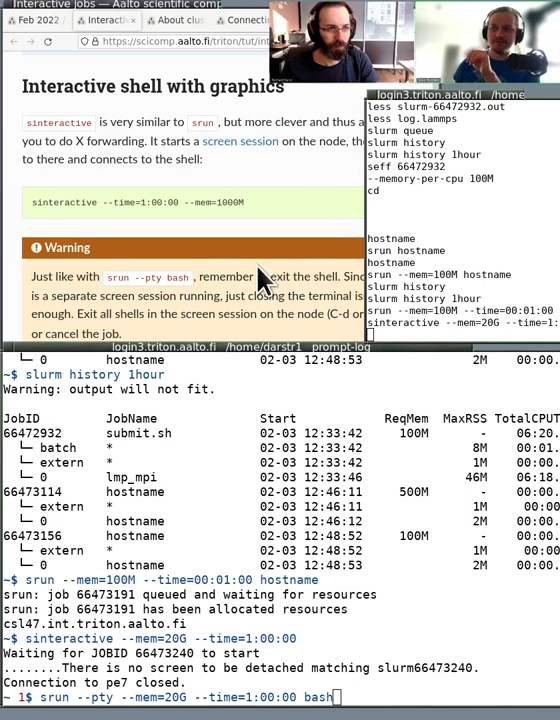 Interactive jobs — Aalto scientific comp
Feb 2022
Interactiv
About clus
Connectin
https://scicomp.aalto.fi/triton/tut/int
Interactive shell with graphics
sinteractive is very similar to srun, but more clever and thus a
you to do X forwarding. It starts a screen session on the node, the
to there and connects to the shell:
sinteractive --time=1:00:00 --mem=1000M
Warning
Just like with srun --pty bash, remember exit the shell. Sinc
is a separate screen session running, just closing the terminal is
enough. Exit all shells in the screen session on the node (C-d or
or cancel the job.
login3.triton.aalto.fi /home
less slurm-66472932.out
less log.lammps
slurm queue
slurm history
slurm history 1hour
seff 66472932
--memory-per-cpu 100M
cd
hostname
srun hostname
hostname
srun --mem=100M hostname
slurm history
slurm history 1hour
srun --mem=100M --time=00:01:00
sinteractive --mem=20G --time=1:
login3.triton.aalto.fi /home/darstr1 prompt-log
└─ 0 hostname 02-03 12:48:53 2M 00:00.
~$ slurm history 1hour
Warning: output will not fit.
JobID JobName Start ReqMem MaxRSS TotalCPUT
66472932 submit.sh 02-03 12:33:42 100M - 06:20.
└─ batch * 02-03 12:33:42 8M 00:01.
└─ extern * 02-03 12:33:42 1M 00:00.
└─ 0 lmp_mpi 02-03 12:33:46 46M 06:18.
66473114 hostname 02-03 12:46:11 500M - 00:00.
└─ extern * 02-03 12:46:11 1M 00:00
└─ 0 hostname 02-03 12:46:12 2M 00:00.
66473156 hostname 02-03 12:48:52 100M - 00:00.
└─ extern * 02-03 12:48:52 1M 00:00
└─ 0 hostname 02-03 12:48:53 2M 00:00.
~$ srun --mem=100M --time=00:01:00 hostname
srun: job 66473191 queued and waiting for resources
srun: job 66473191 has been allocated resources
csl47.int.triton.aalto.fi
~$ sinteractive --mem=20G --time=1:00:00
Waiting for JOBID 66473240 to start
........There is no screen to be detached matching slurm66473240.
Connection to pe7 closed.
~ 1$ srun --pty --mem=20G --time=1:00:00 bash